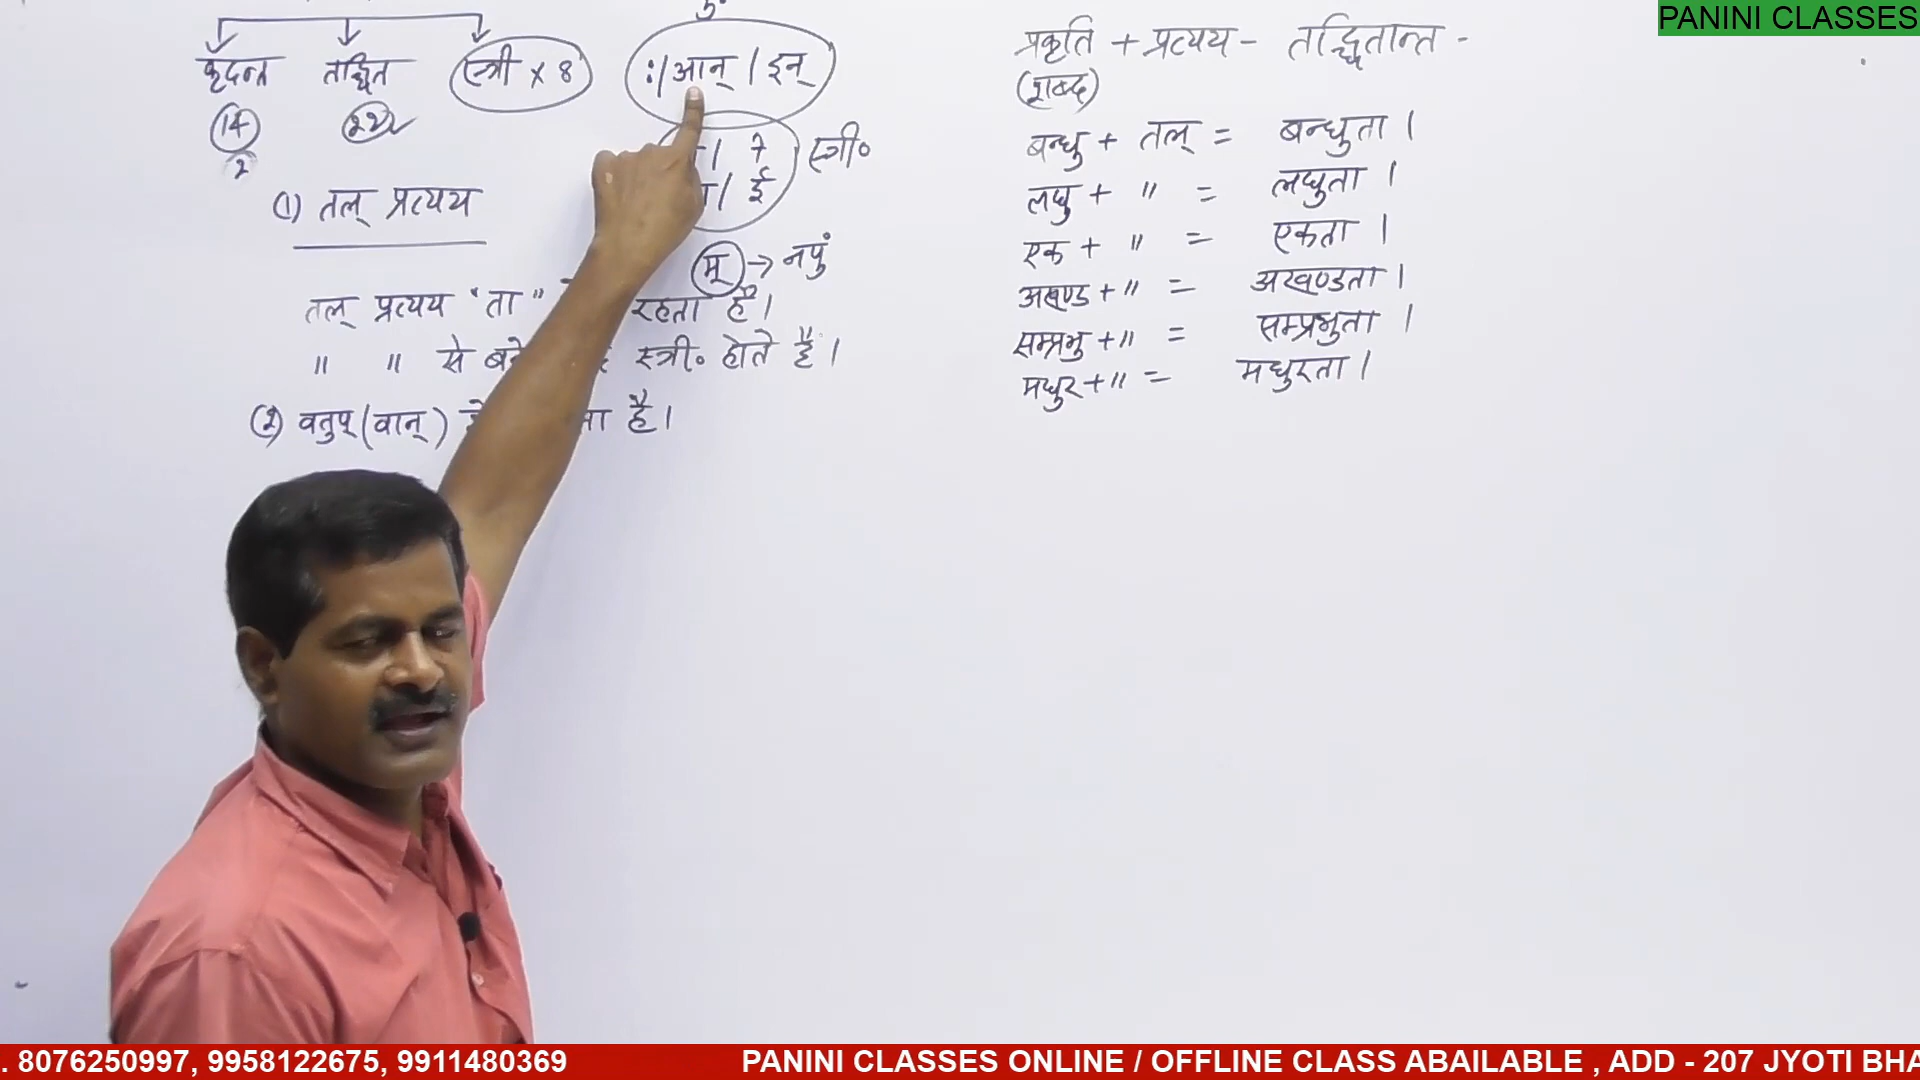 PANINI CLASSES
कृदन्त तद्धित स्त्री x 8 :/ आन् / इन्
14 22
2
/ ई स्त्री०
(1) तल् प्रत्यय
म् → नपुं
तल् प्रत्यय "ता" रहता है।
" " से स्त्री० होते हैं।
(2) वतुप् (वान्) है।
प्रकृति + प्रत्यय - तद्धितान्त -
(शब्द)
बन्धु + तल् = बन्धुता।
लघु + " = लघुता।
एक + " = एकता।
अखण्ड + " = अखण्डता।
सम्प्रभु + " = सम्प्रभुता।
मधुर + " = मधुरता।
. 8076250997, 9958122675, 9911480369 PANINI CLASSES ONLINE / OFFLINE CLASS ABAILABLE , ADD - 207 JYOTI BHA